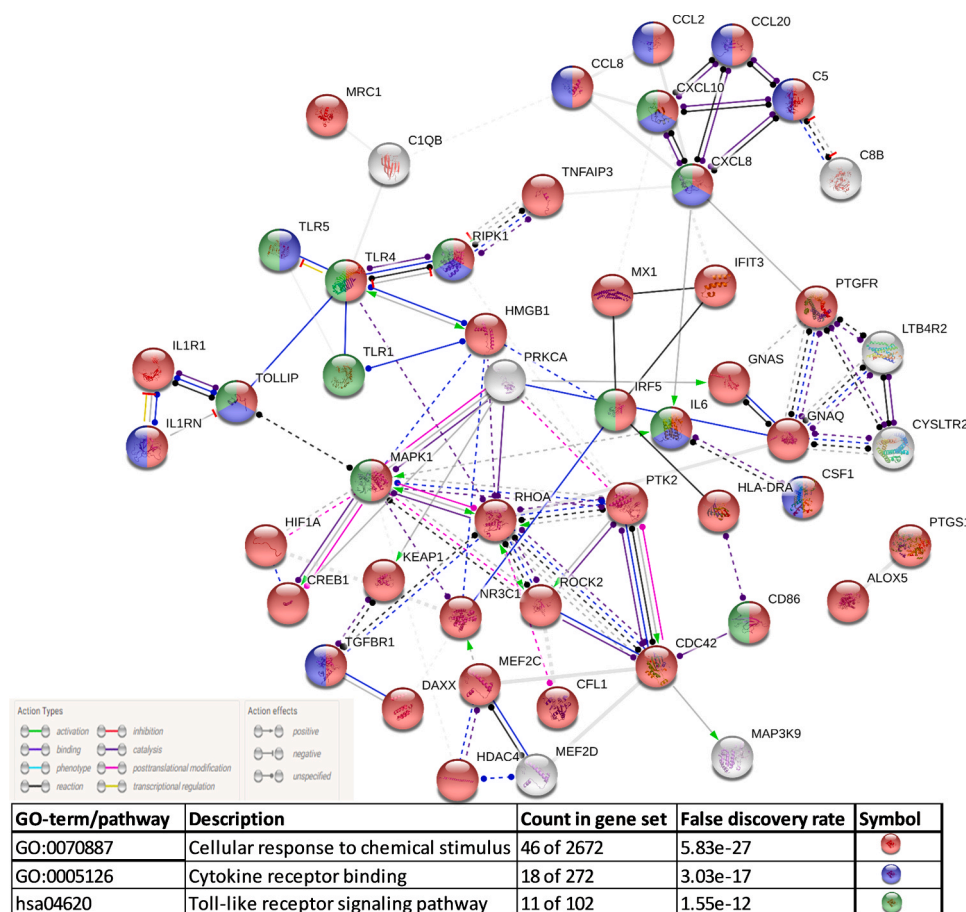 CCL2
CCL20
CCL8
C5
CXCL10
MRC1
C1QB
C8B
CXCL8
TNFAIP3
TLR5
RIPK1
TLR4
MX1
IFIT3
PTGFR
HMGB1
LTB4R2
IL1R1
TLR1
PRKCA
GNAS
TOLLIP
IRF5
IL6
GNAQ
IL1RN
CYSLTR2
MAPK1
RHOA
PTK2
HLA-DRA
CSF1
HIF1A
PTGS1
KEAP1
CREB1
NR3C1
ROCK2
ALOX5
CD86
TGFBR1
CDC42
DAXX
MEF2C
CFL1
MAP3K9
HDAC4
MEF2D
Action Types
activation
inhibition
binding
catalysis
phenotype
posttranslational modification
reaction
transcriptional regulation
Action effects
positive
negative
unspecified
GO-term/pathway Description Count in gene set False discovery rate Symbol
GO:0070887 Cellular response to chemical stimulus 46 of 2672 5.83e-27
GO:0005126 Cytokine receptor binding 18 of 272 3.03e-17
hsa04620 Toll-like receptor signaling pathway 11 of 102 1.55e-12